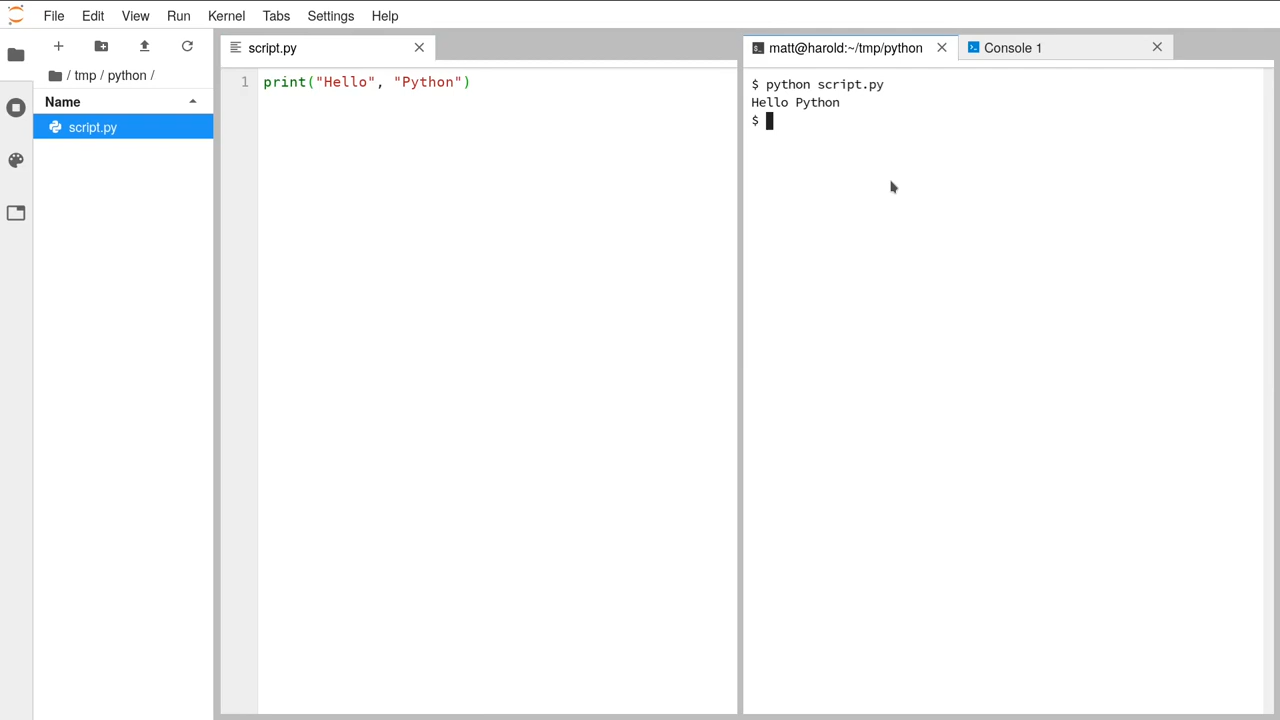 File Edit View Run Kernel Tabs Settings Help
/ tmp / python /
Name
script.py
script.py
1 print("Hello", "Python")
matt@harold:~/tmp/python
Console 1
$ python script.py
Hello Python
$